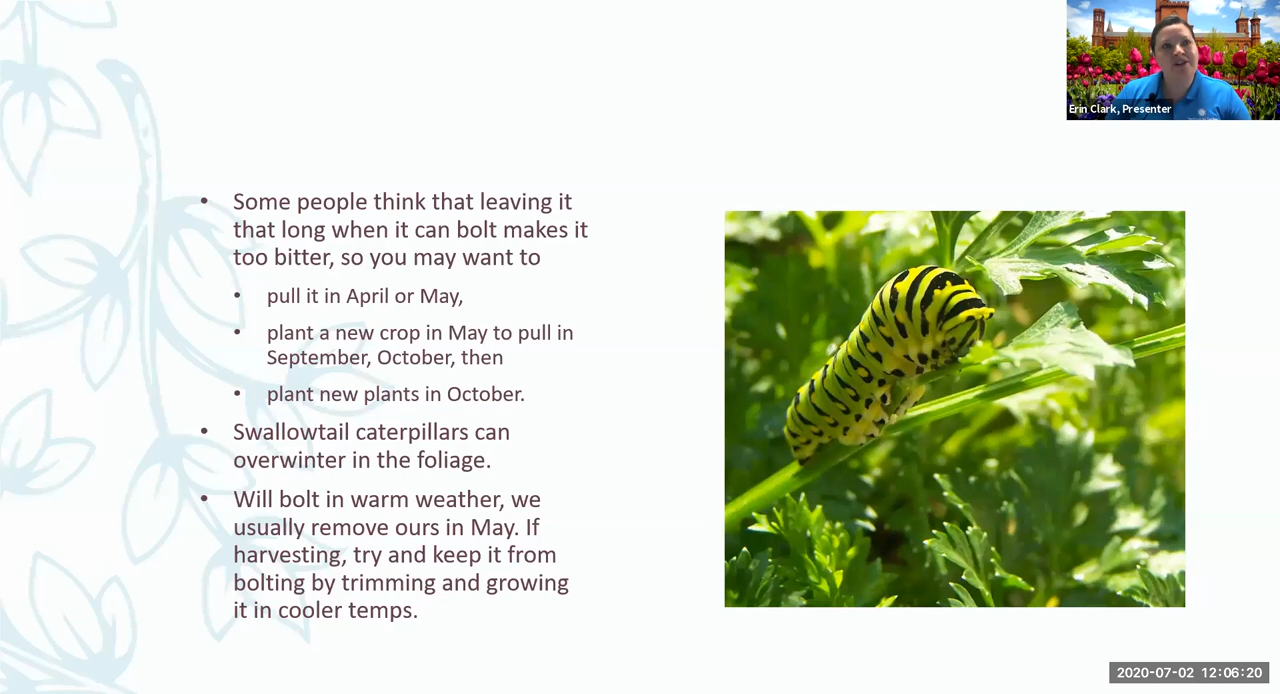 Erin Clark, Presenter
• Some people think that leaving it
that long when it can bolt makes it
too bitter, so you may want to
• pull it in April or May,
• plant a new crop in May to pull in
September, October, then
• plant new plants in October.
• Swallowtail caterpillars can
overwinter in the foliage.
• Will bolt in warm weather, we
usually remove ours in May. If
harvesting, try and keep it from
bolting by trimming and growing
it in cooler temps.
2020-07-02 12:06:20